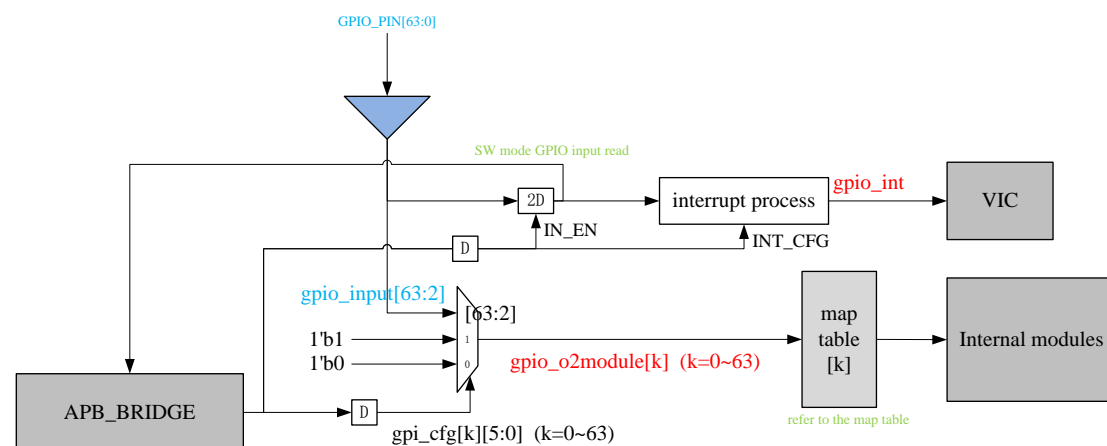 GPIO_PIN[63:0]
SW mode GPIO input read
2D
interrupt process
gpio_int
VIC
IN_EN
INT_CFG
D
gpio_input[63:2]
[63:2]
1'b1
1
1'b0
0
gpio_o2module[k] (k=0~63)
map
table
[k]
Internal modules
APB_BRIDGE
D
gpi_cfg[k][5:0] (k=0~63)
refer to the map table